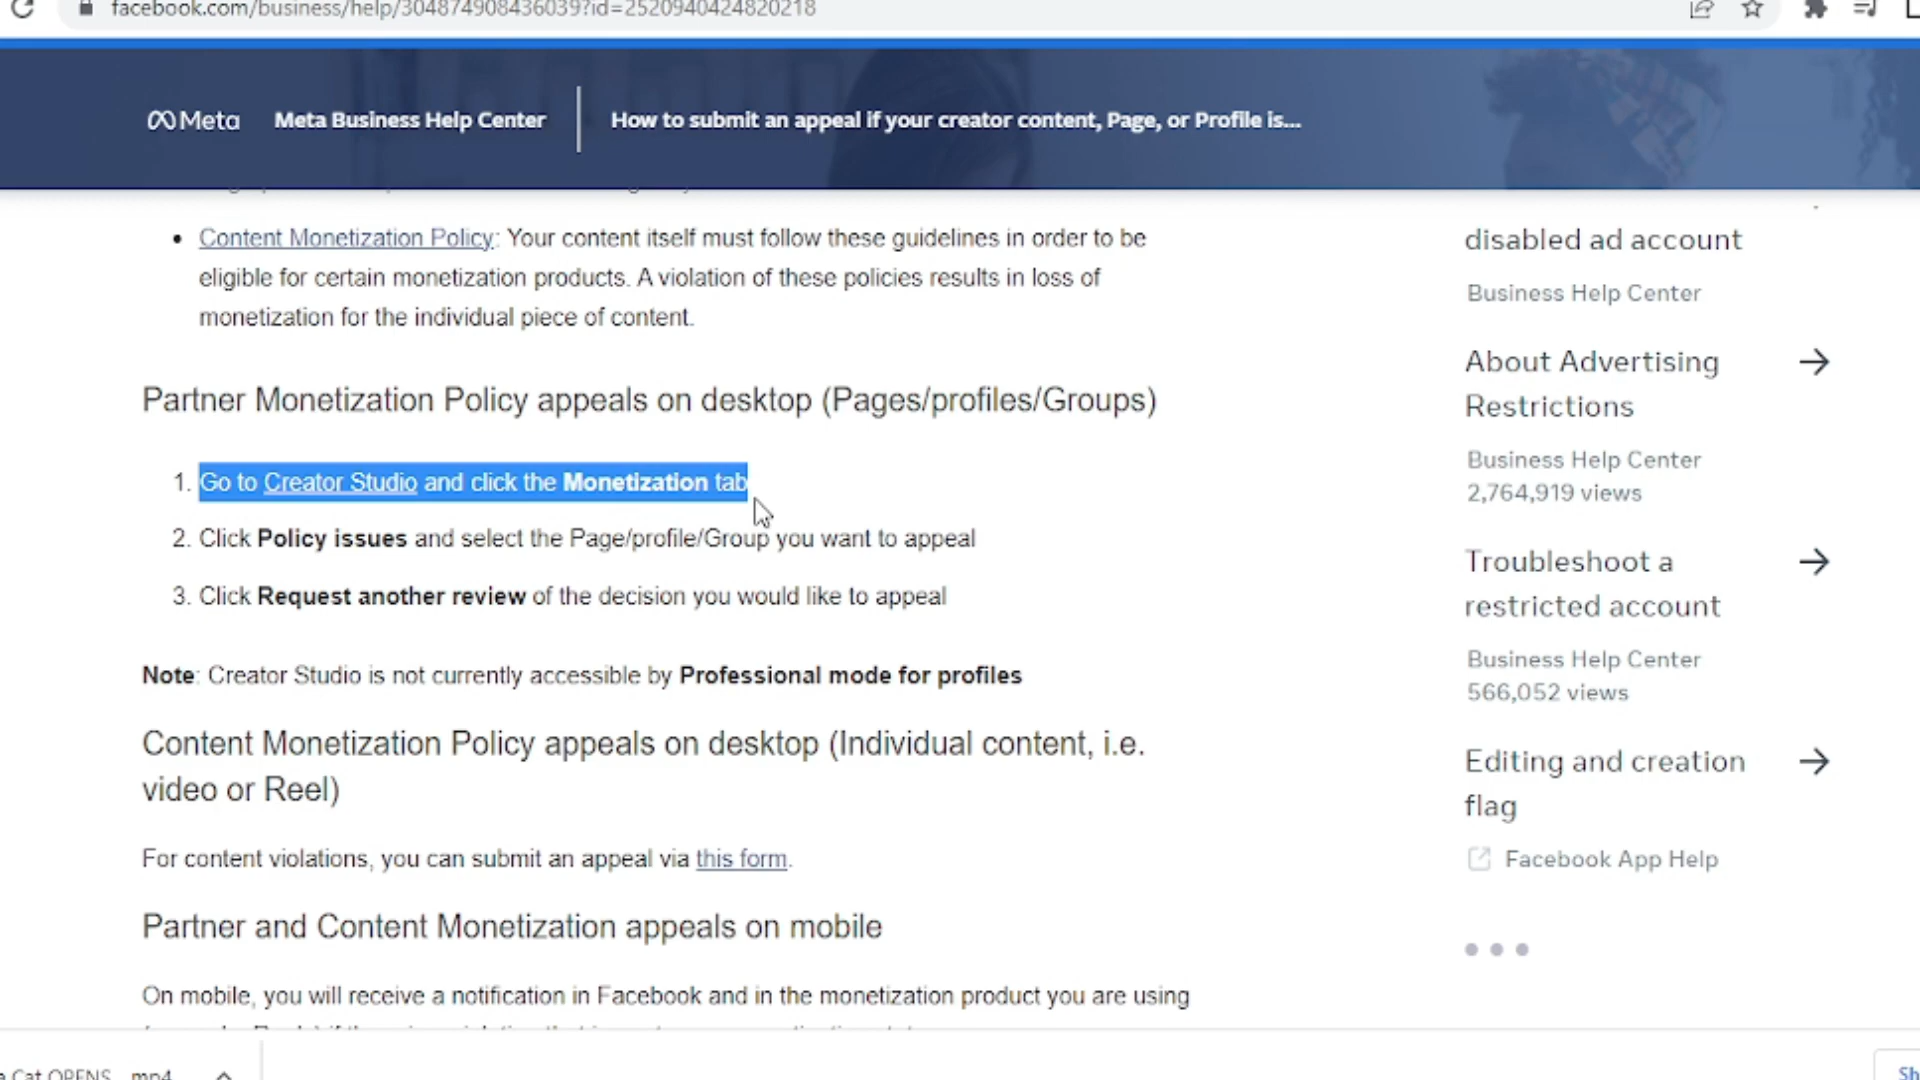 facebook.com/business/help/304874908436039?id=2520940424820218
Meta Meta Business Help Center How to submit an appeal if your creator content, Page, or Profile is...
• Content Monetization Policy: Your content itself must follow these guidelines in order to be
eligible for certain monetization products. A violation of these policies results in loss of
monetization for the individual piece of content.
Partner Monetization Policy appeals on desktop (Pages/profiles/Groups)
1. Go to Creator Studio and click the Monetization tab
2. Click Policy issues and select the Page/profile/Group you want to appeal
3. Click Request another review of the decision you would like to appeal
Note: Creator Studio is not currently accessible by Professional mode for profiles
Content Monetization Policy appeals on desktop (Individual content, i.e.
video or Reel)
For content violations, you can submit an appeal via this form.
Partner and Content Monetization appeals on mobile
On mobile, you will receive a notification in Facebook and in the monetization product you are using
disabled ad account
Business Help Center
About Advertising
Restrictions
Business Help Center
2,764,919 views
Troubleshoot a
restricted account
Business Help Center
566,052 views
Editing and creation
flag
Facebook App Help
Cat OPENS....mp4
Sh